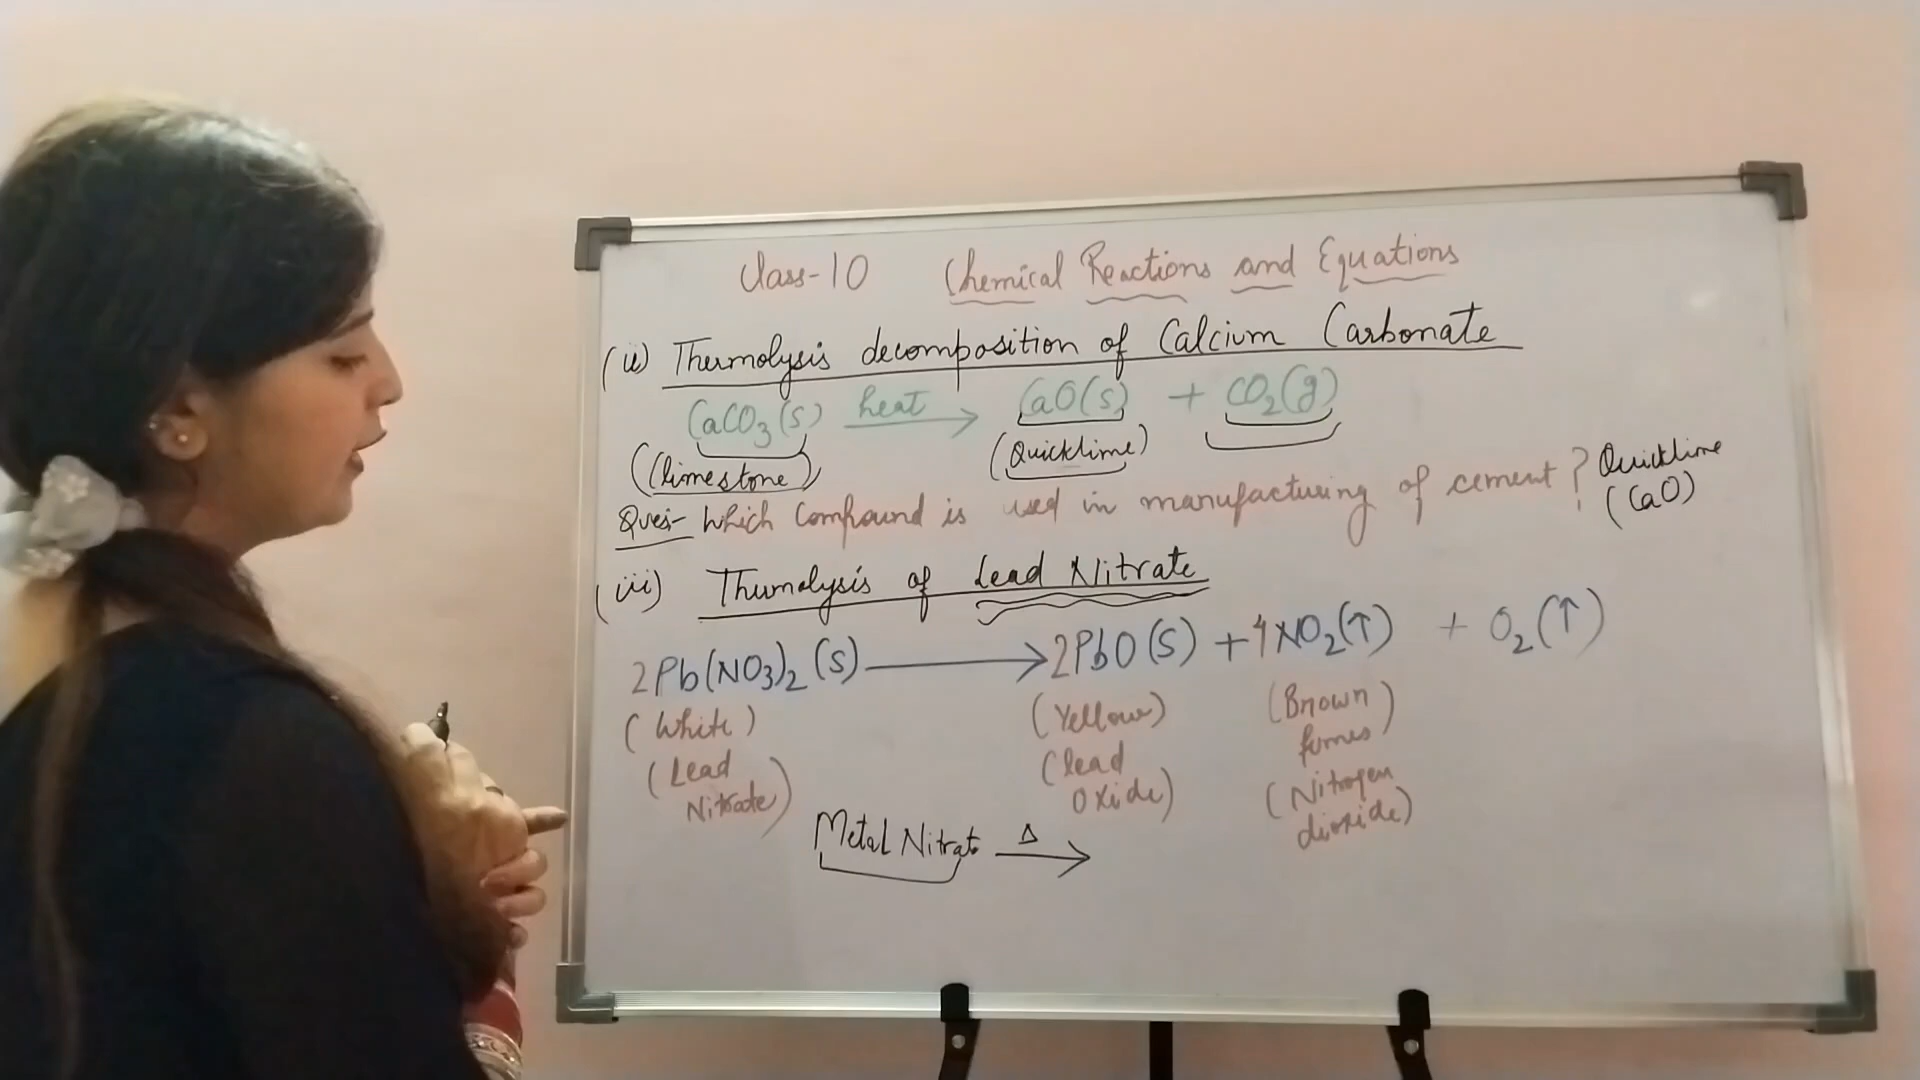 Class-10 Chemical Reactions and Equations
(ii) Thermolysis decomposition of Calcium Carbonate
CaCO3(s) heat → CaO(s) + CO2(g)
(limestone) (Quicklime)
Ques- Which compound is used in manufacturing of cement? Quicklime (CaO)
(iii) Thermolysis of Lead Nitrate
2Pb(NO3)2(s) → 2PbO(s) + 4NO2(↑) + O2(↑)
(White) (Yellow) (Brown fumes)
(Lead Nitrate) (lead Oxide) (Nitrogen dioxide)
Metal Nitrate Δ →